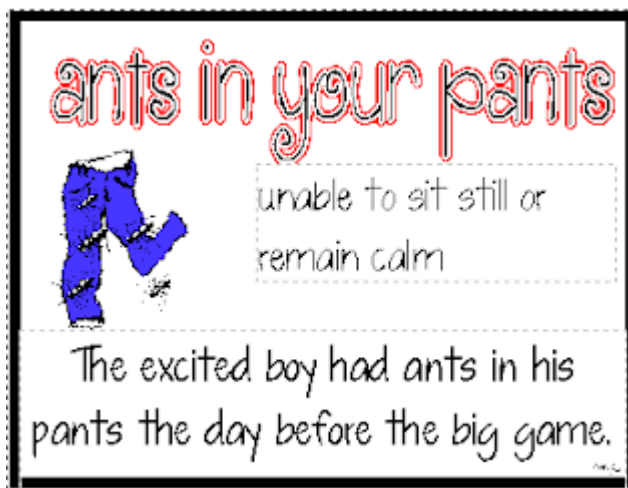 ants in your pants
unable to sit still or
remain calm
The excited boy had ants in his
pants the day before the big game.